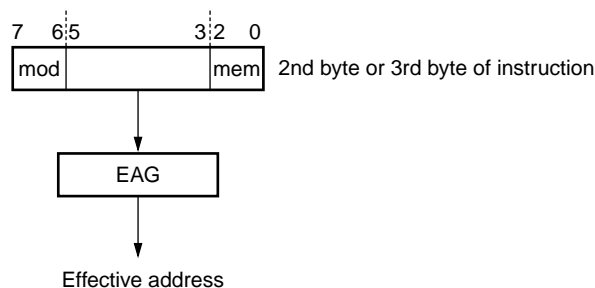 7 6 5 3 2 0
mod mem 2nd byte or 3rd byte of instruction
EAG
Effective address